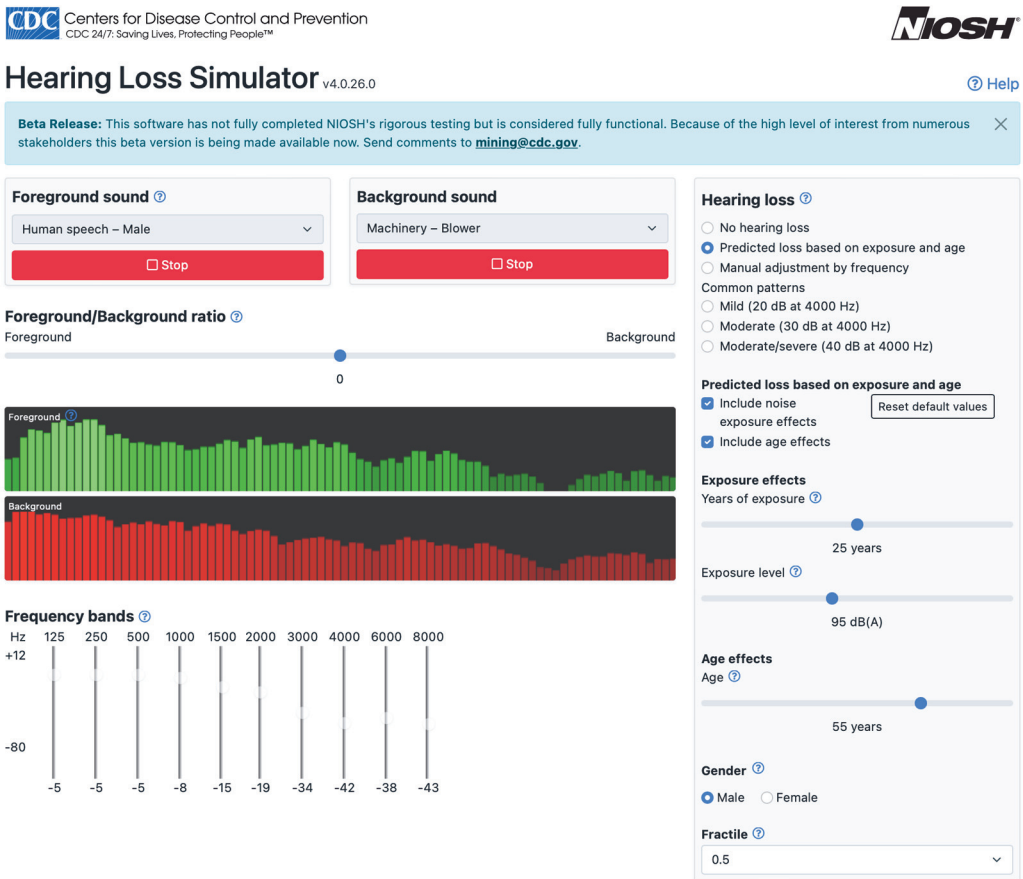 CDC Centers for Disease Control and Prevention
CDC 24/7: Saving Lives, Protecting People™
NIOSH®
Hearing Loss Simulator v4.0.26.0
Help
Beta Release: This software has not fully completed NIOSH's rigorous testing but is considered fully functional. Because of the high level of interest from numerous
stakeholders this beta version is being made available now. Send comments to mining@cdc.gov.
Foreground sound
Human speech – Male
Stop
Background sound
Machinery – Blower
Stop
Foreground/Background ratio
Foreground Background
0
Foreground
Background
Frequency bands
Hz 125 250 500 1000 1500 2000 3000 4000 6000 8000
+12
-80
-5 -5 -5 -8 -15 -19 -34 -42 -38 -43
Hearing loss
No hearing loss
Predicted loss based on exposure and age
Manual adjustment by frequency
Common patterns
Mild (20 dB at 4000 Hz)
Moderate (30 dB at 4000 Hz)
Moderate/severe (40 dB at 4000 Hz)
Predicted loss based on exposure and age
Include noise
exposure effects
Reset default values
Include age effects
Exposure effects
Years of exposure
25 years
Exposure level
95 dB(A)
Age effects
Age
55 years
Gender
Male Female
Fractile
0.5